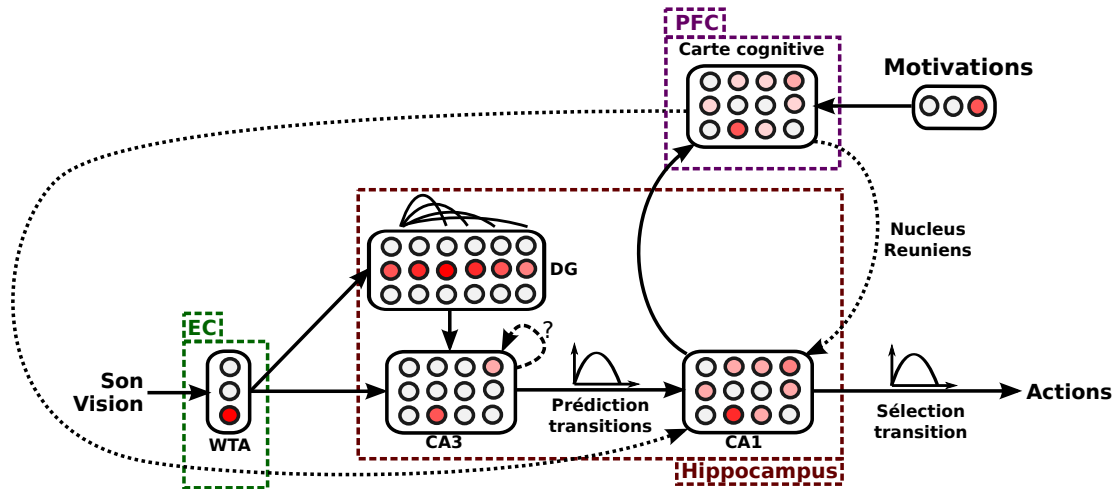 PFC
Carte cognitive
Motivations
Nucleus
Reuniens
DG
?
EC
Son
Vision
WTA
CA3
Prédiction
transitions
CA1
Sélection
transition
Actions
Hippocampus